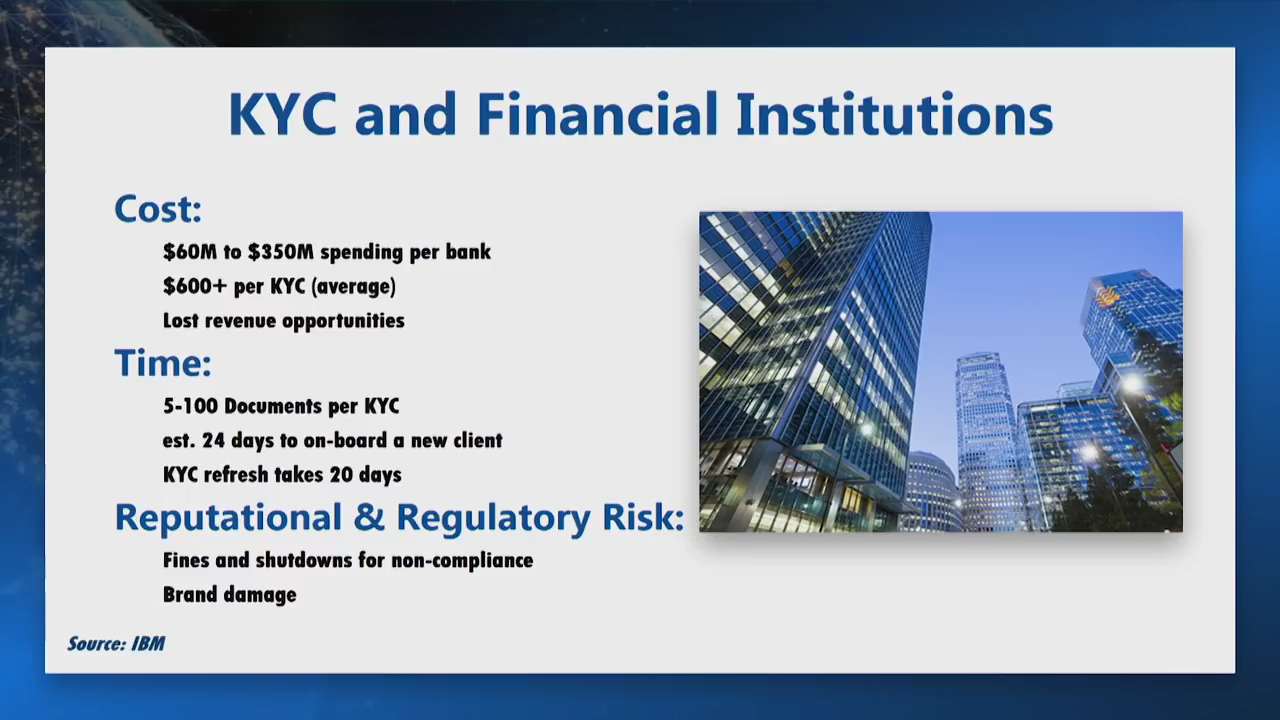 KYC and Financial Institutions
Cost:
$60M to $350M spending per bank
$600+ per KYC (average)
Lost revenue opportunities
Time:
5-100 Documents per KYC
est. 24 days to on-board a new client
KYC refresh takes 20 days
Reputational & Regulatory Risk:
Fines and shutdowns for non-compliance
Brand damage
Source: IBM